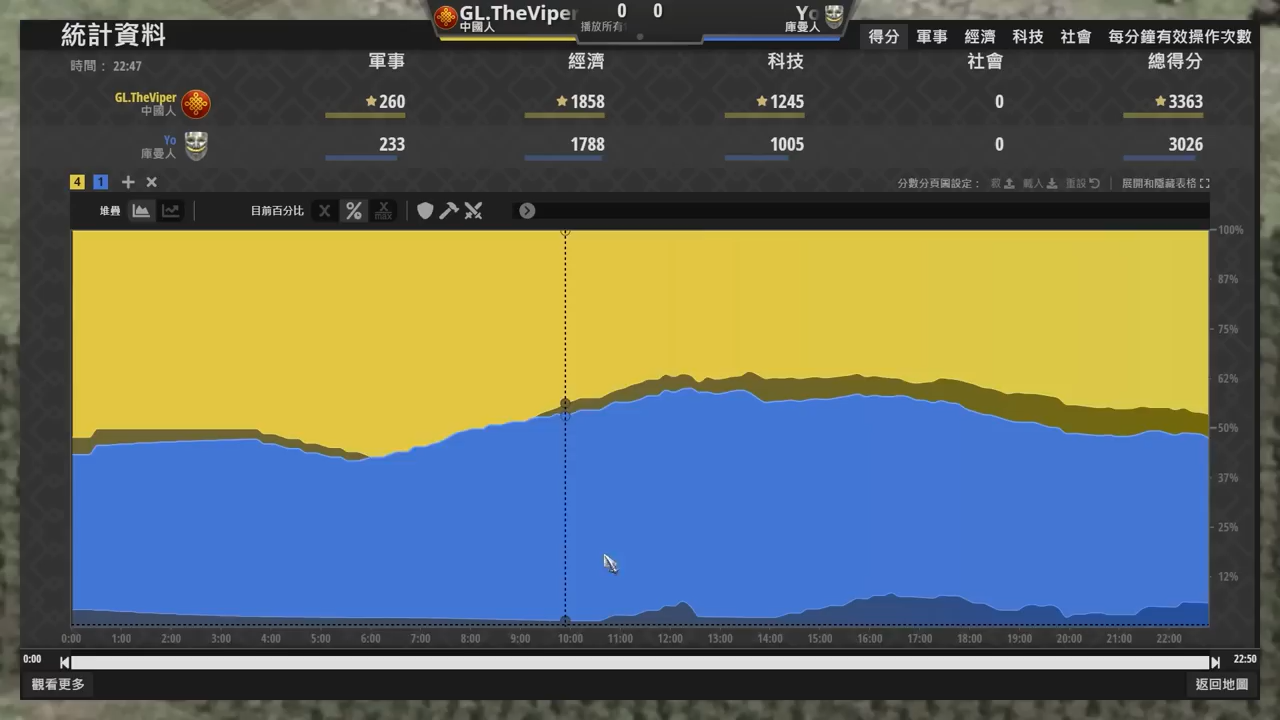 GL.TheViper
0 0
Yo
中國人
播放所有
庫曼人
統計資料
得分 軍事 經濟 科技 社會 每分鐘有效操作次數
時間： 22:47
軍事 經濟 科技 社會 總得分
GL.TheViper
中國人
260 1858 1245 0 3363
Yo
庫曼人
233 1788 1005 0 3026
4 1
分數分頁圖設定： 載入 重設 展開和隱藏表格
堆疊
目前百分比
X % X max
100%
87%
75%
62%
50%
37%
25%
12%
0:00 1:00 2:00 3:00 4:00 5:00 6:00 7:00 8:00 9:00 10:00 11:00 12:00 13:00 14:00 15:00 16:00 17:00 18:00 19:00 20:00 21:00 22:00
0:00
22:50
觀看更多
返回地圖